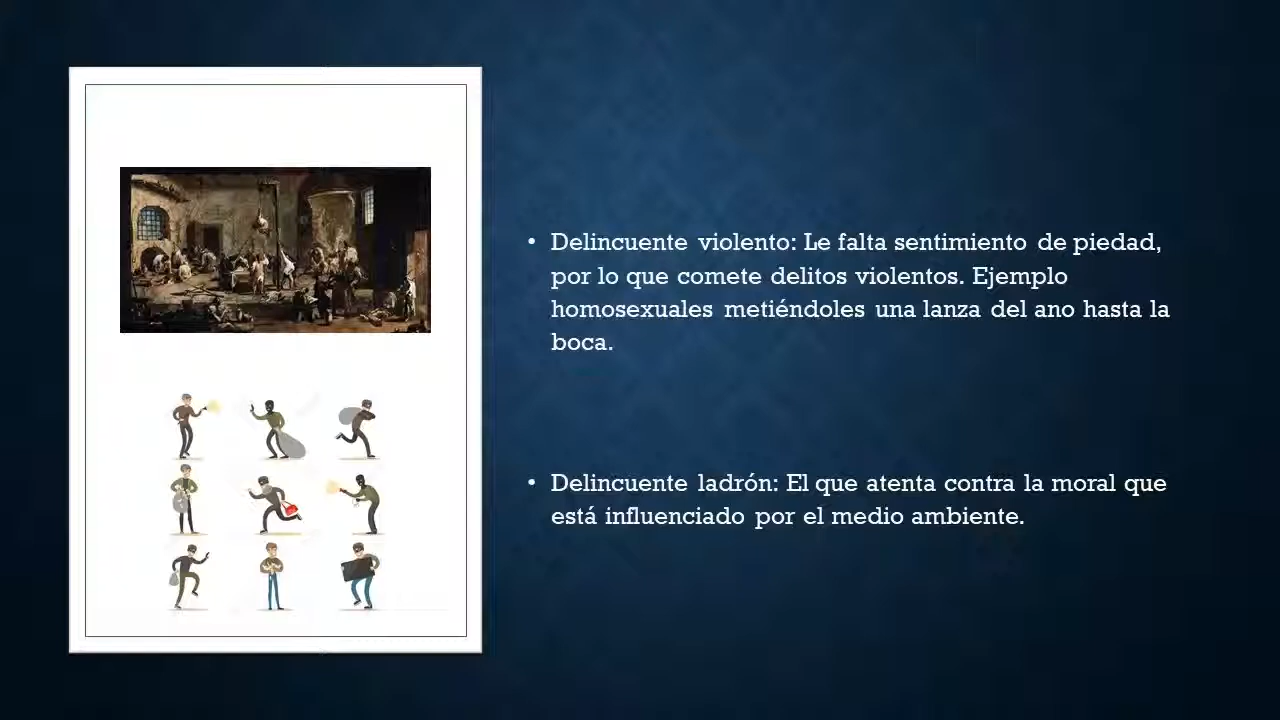 • Delincuente violento: Le falta sentimiento de piedad,
por lo que comete delitos violentos. Ejemplo
homosexuales metiéndoles una lanza del ano hasta la
boca.
• Delincuente ladrón: El que atenta contra la moral que
está influenciado por el medio ambiente.